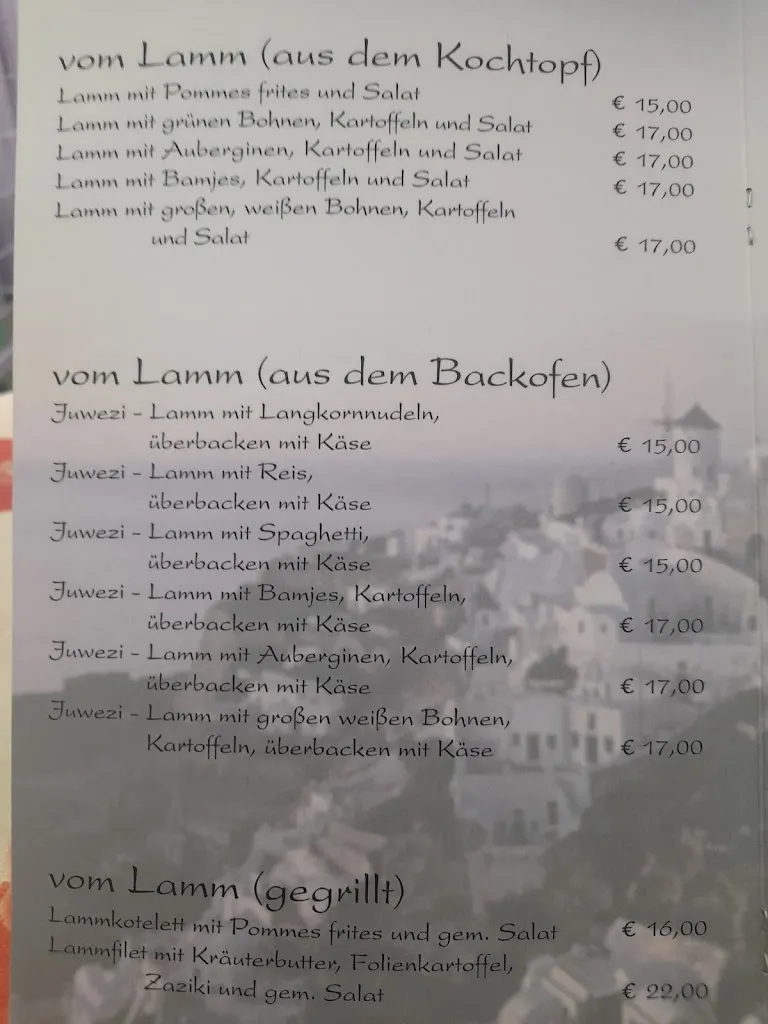 vom Lamm (aus dem Kochtopf)
Lamm mit Pommes frites und Salat € 15,00
Lamm mit grünen Bohnen, Kartoffeln und Salat € 17,00
Lamm mit Auberginen, Kartoffeln und Salat € 17,00
Lamm mit Bamjes, Kartoffeln und Salat € 17,00
Lamm mit großen, weißen Bohnen, Kartoffeln
und Salat € 17,00
vom Lamm (aus dem Backofen)
Juwezi - Lamm mit Langkornnudeln,
überbacken mit Käse € 15,00
Juwezi - Lamm mit Reis,
überbacken mit Käse € 15,00
Juwezi - Lamm mit Spaghetti,
überbacken mit Käse € 15,00
Juwezi - Lamm mit Bamjes, Kartoffeln,
überbacken mit Käse € 17,00
Juwezi - Lamm mit Auberginen, Kartoffeln,
überbacken mit Käse € 17,00
Juwezi - Lamm mit großen weißen Bohnen,
Kartoffeln, überbacken mit Käse € 17,00
vom Lamm (gegrillt)
Lammkotelett mit Pommes frites und gem. Salat € 16,00
Lammfilet mit Kräuterbutter, Folienkartoffel,
Zaziki und gem. Salat € 22,00